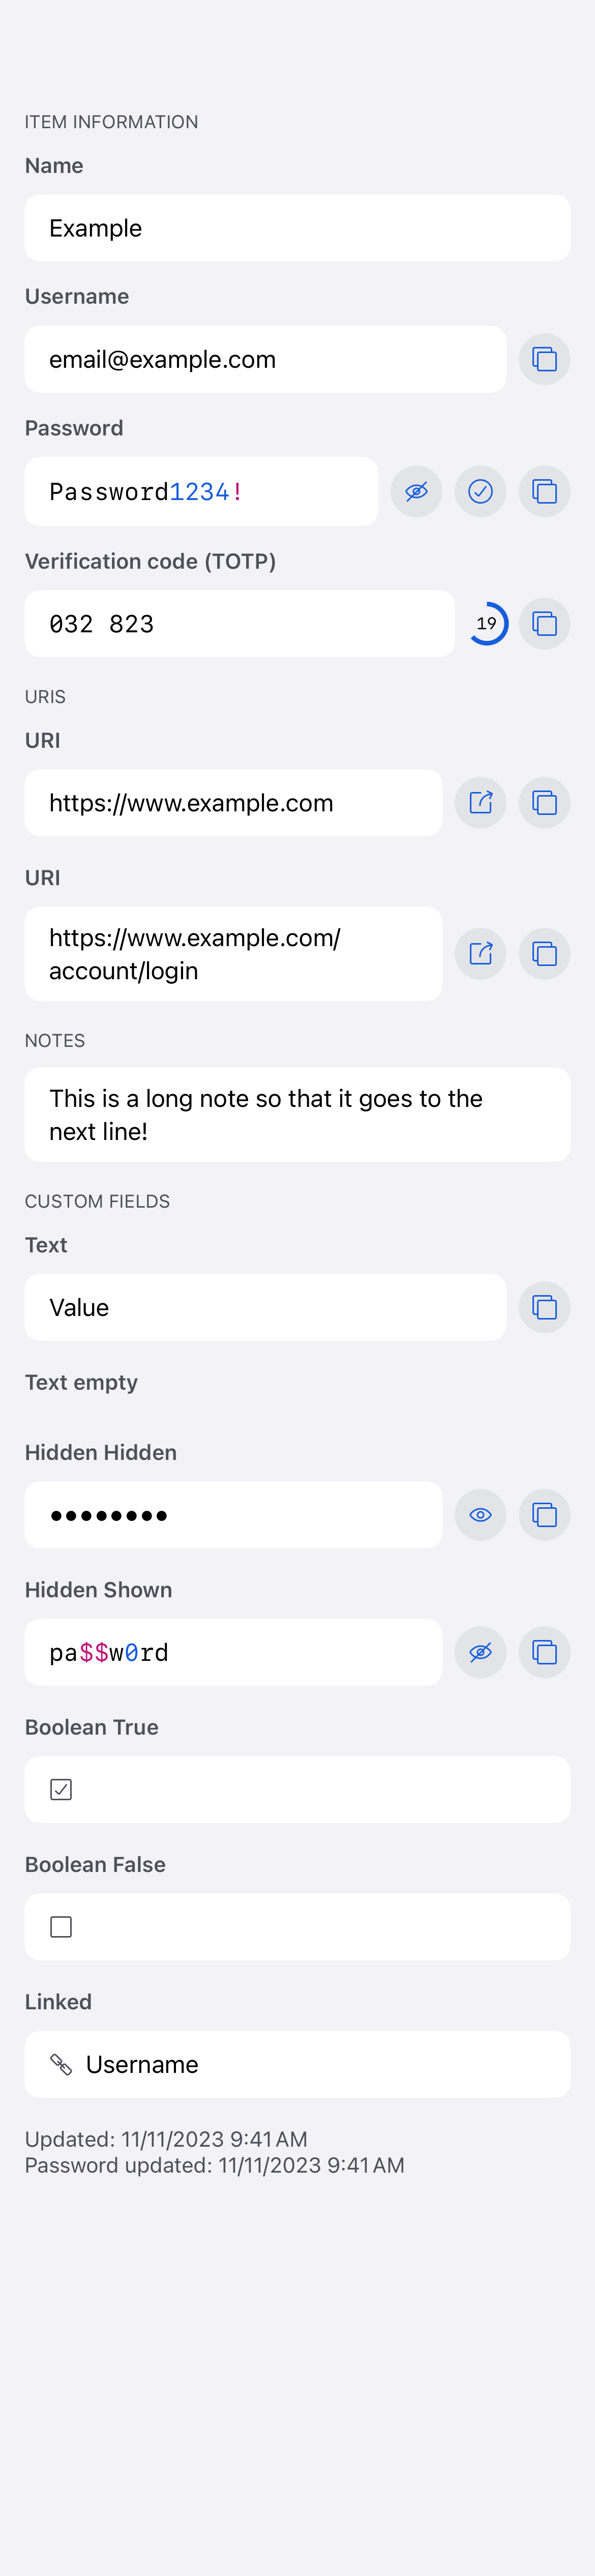 ITEM INFORMATION
Name
Example
Username
email@example.com
Password
Password1234!
Verification code (TOTP)
032 823
19
URIS
URI
https://www.example.com
URI
https://www.example.com/
account/login
NOTES
This is a long note so that it goes to the
next line!
CUSTOM FIELDS
Text
Value
Text empty
Hidden Hidden
••••••••
Hidden Shown
pa$$w0rd
Boolean True
Boolean False
Linked
Username
Updated: 11/11/2023 9:41 AM
Password updated: 11/11/2023 9:41 AM